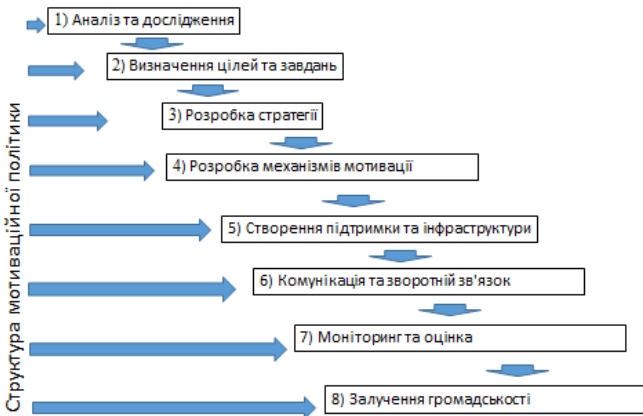 Структура мотиваційної політики
1) Аналіз та дослідження
2) Визначення цілей та завдань
3) Розробка стратегії
4) Розробка механізмів мотивації
5) Створення підтримки та інфраструктури
6) Комунікація та зворотній зв'язок
7) Моніторинг та оцінка
8) Залучення громадськості